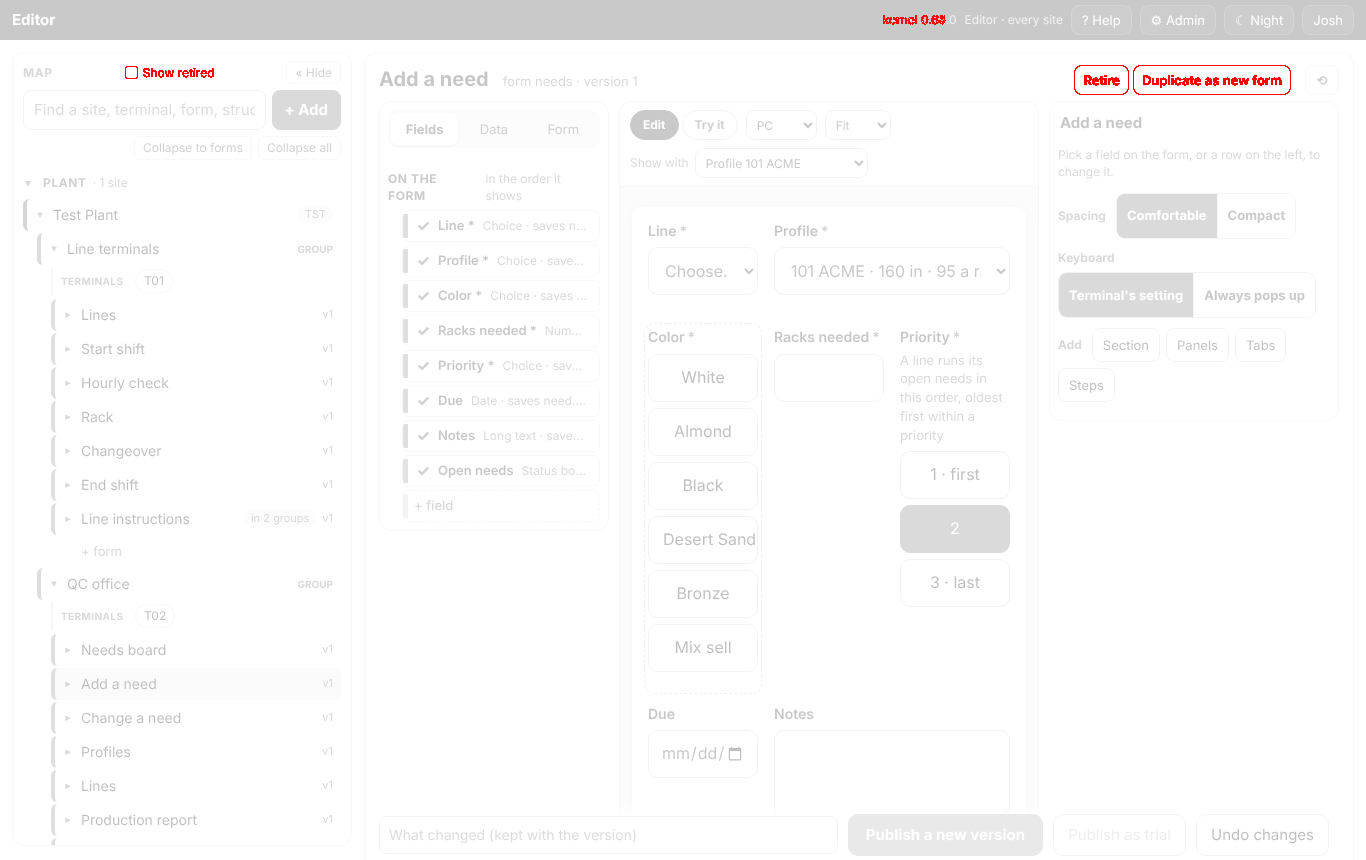 Editor
Editor · every site
? Help
⚙ Admin
☾ Night
Josh
MAP
Show retired
« Hide
Find a site, terminal, form, struc
+ Add
Collapse to forms
Collapse all
▾ PLANT · 1 site
▾ Test Plant TST
▾ Line terminals GROUP
TERMINALS T01
▸ Lines v1
▸ Start shift v1
▸ Hourly check v1
▸ Rack v1
▸ Changeover v1
▸ End shift v1
▸ Line instructions in 2 groups v1
+ form
▾ QC office GROUP
TERMINALS T02
▸ Needs board v1
▸ Add a need v1
▸ Change a need v1
▸ Profiles v1
▸ Lines v1
▸ Production report v1
Add a need form needs · version 1
Retire
Duplicate as new form
⟲
Fields
Data
Form
ON THE FORM
in the order it shows
✔ Line * Choice · saves n...
✔ Profile * Choice · save...
✔ Color * Choice · saves ...
✔ Racks needed * Num...
✔ Priority * Choice · sav...
✔ Due Date · saves need....
✔ Notes Long text · save...
✔ Open needs Status bo...
+ field
Edit
Try it
PC
Fit
Show with
Profile 101 ACME
Line *
Choose.
Profile *
101 ACME · 160 in · 95 a r
Color *
White
Almond
Black
Desert Sand
Bronze
Mix sell
Racks needed *
Priority *
A line runs its
open needs in
this order, oldest
first within a
priority
1 · first
2
3 · last
Due
mm/dd/
Notes
Add a need
Pick a field on the form, or a row on the left, to
change it.
Spacing
Comfortable
Compact
Keyboard
Terminal's setting
Always pops up
Add
Section
Panels
Tabs
Steps
What changed (kept with the version)
Publish a new version
Publish as trial
Undo changes